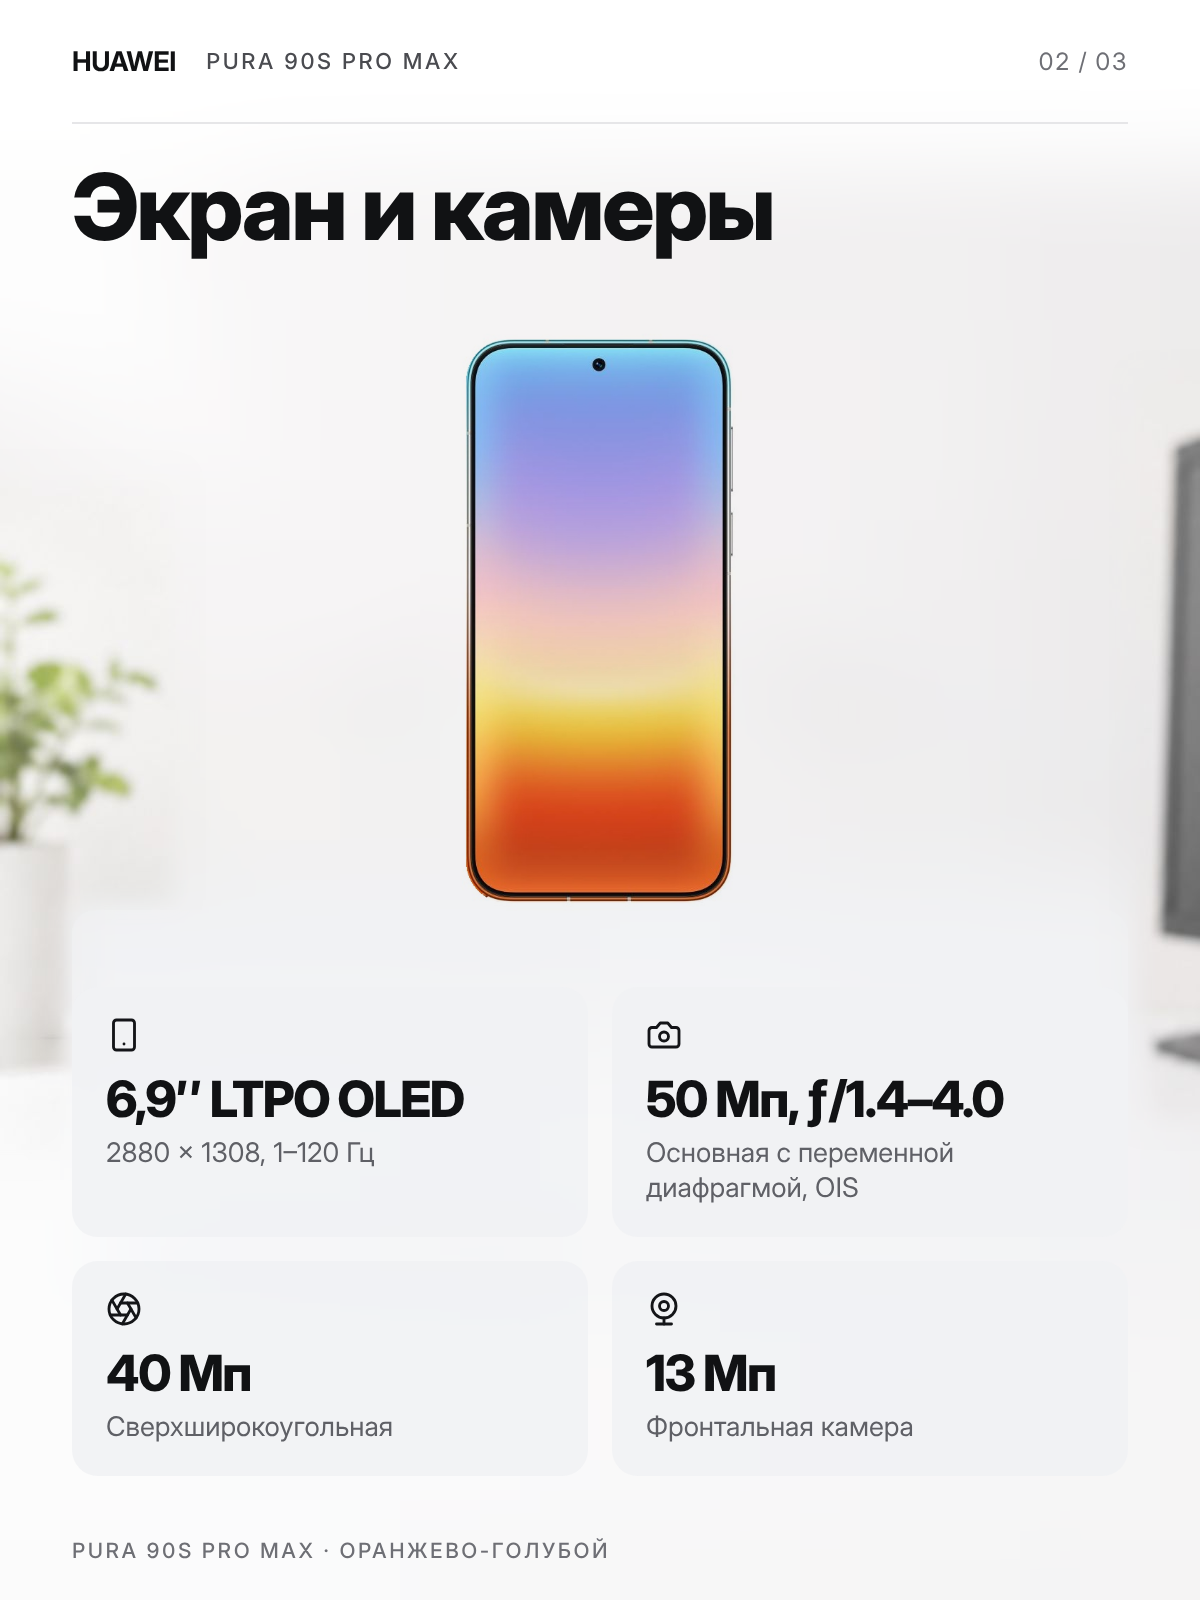 HUAWEI PURA 90S PRO MAX 02 / 03
Экран и камеры
6,9″ LTPO OLED
2880 × 1308, 1–120 Гц
50 Мп, ƒ/1.4–4.0
Основная с переменной
диафрагмой, OIS
40 Мп
Сверхширокоугольная
13 Мп
Фронтальная камера
PURA 90S PRO MAX · ОРАНЖЕВО-ГОЛУБОЙ